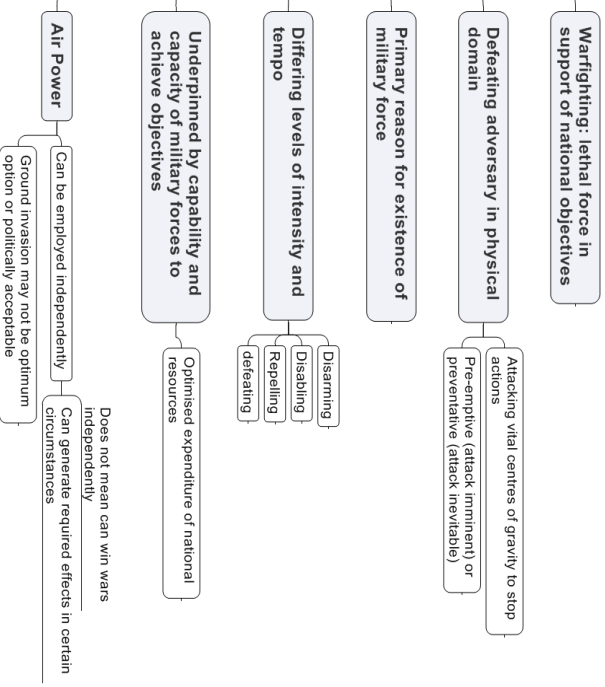 Warfighting: lethal force in
support of national objectives
Defeating adversary in physical
domain
Attacking vital centres of gravity to stop
actions
Pre-emptive (attack imminent) or
preventative (attack inevitable)
Primary reason for existence of
military force
Differing levels of intensity and
tempo
Disarming
Disabling
Repelling
defeating
Underpinned by capability and
capacity of military forces to
achieve objectives
Optimised expenditure of national
resources
Air Power
Can be employed independently
Does not mean can win wars
independently
Can generate required effects in certain
circumstances
Ground invasion may not be optimum
option or politically acceptable